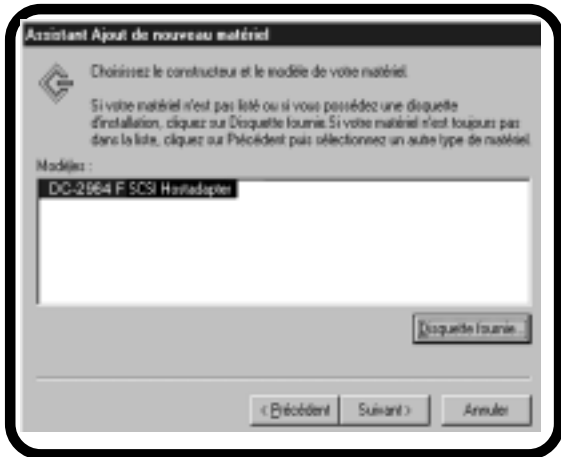 Assistant Ajout de nouveau matériel
Choisissez le constructeur et le modèle de votre matériel.
Si votre matériel n'est pas listé ou si vous possédez une disquette
d'installation, cliquez sur Disquette fournie. Si votre matériel n'est toujours pas
dans la liste, cliquez sur Précédent puis sélectionnez un autre type de matériel.
Modèles :
DC-2964 F SCSI Hostadapter
Disquette fournie...
< Précédent
Suivant >
Annuler